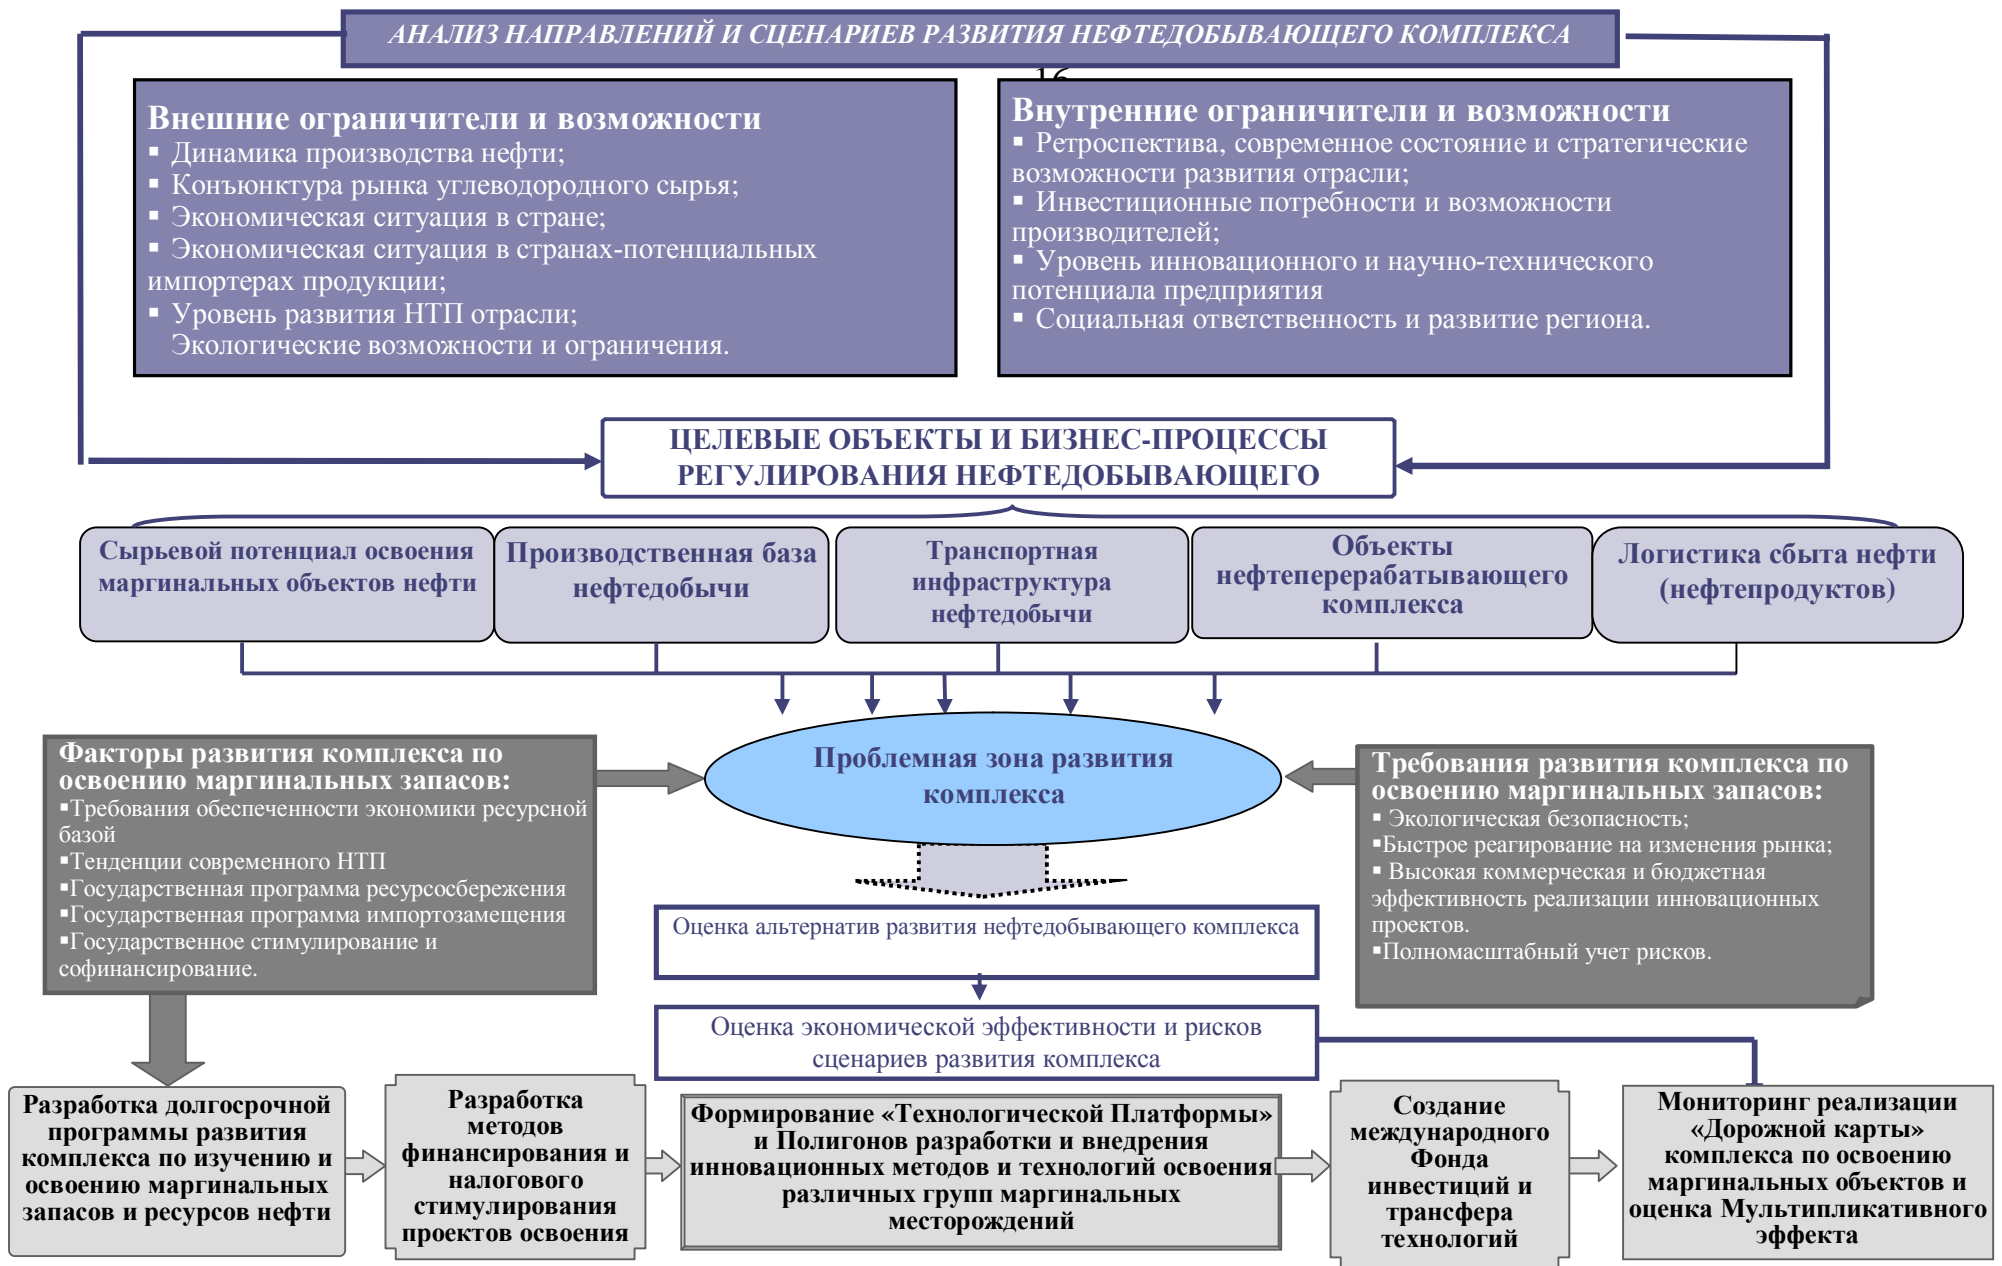 АНАЛИЗ НАПРАВЛЕНИЙ И СЦЕНАРИЕВ РАЗВИТИЯ НЕФТЕДОБЫВАЮЩЕГО КОМПЛЕКСА
16
Внешние ограничители и возможности
▪ Динамика производства нефти;
▪ Конъюнктура рынка углеводородного сырья;
▪ Экономическая ситуация в стране;
▪ Экономическая ситуация в странах-потенциальных
импортерах продукции;
▪ Уровень развития НТП отрасли;
Экологические возможности и ограничения.
Внутренние ограничители и возможности
▪ Ретроспектива, современное состояние и стратегические
возможности развития отрасли;
▪ Инвестиционные потребности и возможности
производителей;
▪ Уровень инновационного и научно-технического
потенциала предприятия
▪ Социальная ответственность и развитие региона.
ЦЕЛЕВЫЕ ОБЪЕКТЫ И БИЗНЕС-ПРОЦЕССЫ
РЕГУЛИРОВАНИЯ НЕФТЕДОБЫВАЮЩЕГО
Сырьевой потенциал освоения
маргинальных объектов нефти
Производственная база
нефтедобычи
Транспортная
инфраструктура
нефтедобычи
Объекты
нефтеперерабатывающего
комплекса
Логистика сбыта нефти
(нефтепродуктов)
Проблемная зона развития
комплекса
Факторы развития комплекса по
освоению маргинальных запасов:
▪Требования обеспеченности экономики ресурсной
базой
▪Тенденции современного НТП
▪Государственная программа ресурсосбережения
▪Государственная программа импортозамещения
▪Государственное стимулирование и
софинансирование.
Требования развития комплекса по
освоению маргинальных запасов:
▪ Экологическая безопасность;
▪Быстрое реагирование на изменения рынка;
▪ Высокая коммерческая и бюджетная
эффективность реализации инновационных
проектов.
▪Полномасштабный учет рисков.
Оценка альтернатив развития нефтедобывающего комплекса
Оценка экономической эффективности и рисков
сценариев развития комплекса
Разработка долгосрочной
программы развития
комплекса по изучению и
освоению маргинальных
запасов и ресурсов нефти
Разработка
методов
финансирования и
налогового
стимулирования
проектов освоения
Формирование «Технологической Платформы»
и Полигонов разработки и внедрения
инновационных методов и технологий освоения
различных групп маргинальных
месторождений
Создание
международного
Фонда
инвестиций и
трансфера
технологий
Мониторинг реализации
«Дорожной карты»
комплекса по освоению
маргинальных объектов и
оценка Мультипликативного
эффекта